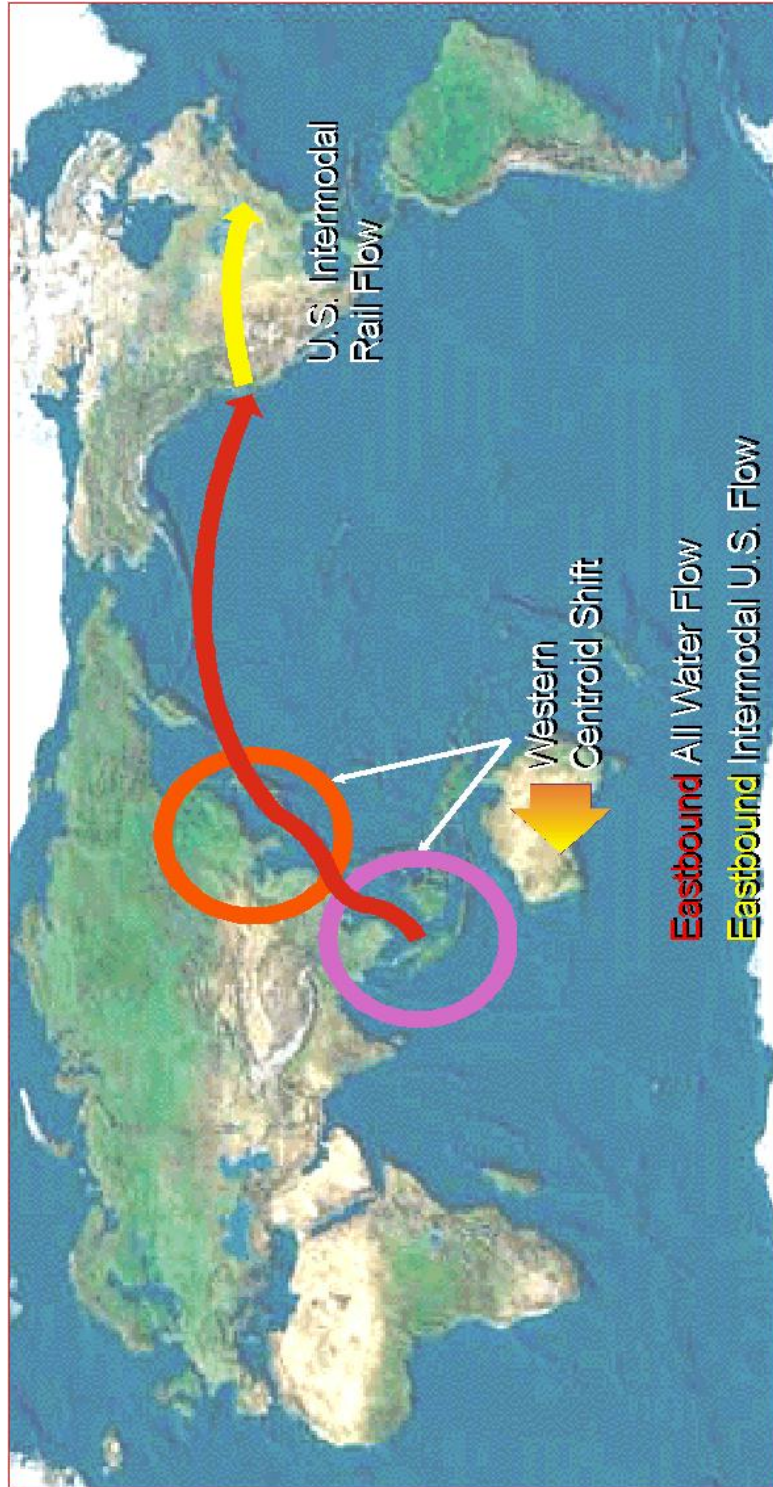 U.S. Intermodal
Rail Flow
Western
Centroid Shift
Eastbound All Water Flow
Eastbound Intermodal U.S. Flow